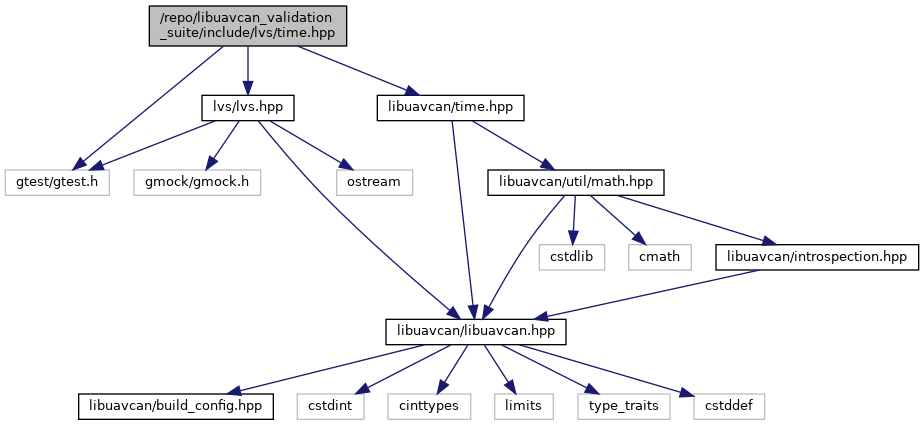 /repo/libuavcan_validation
_suite/include/lvs/time.hpp
lvs/lvs.hpp
libuavcan/time.hpp
gtest/gtest.h
gmock/gmock.h
ostream
libuavcan/util/math.hpp
cstdlib
cmath
libuavcan/introspection.hpp
libuavcan/libuavcan.hpp
libuavcan/build_config.hpp
cstdint
cinttypes
limits
type_traits
cstddef